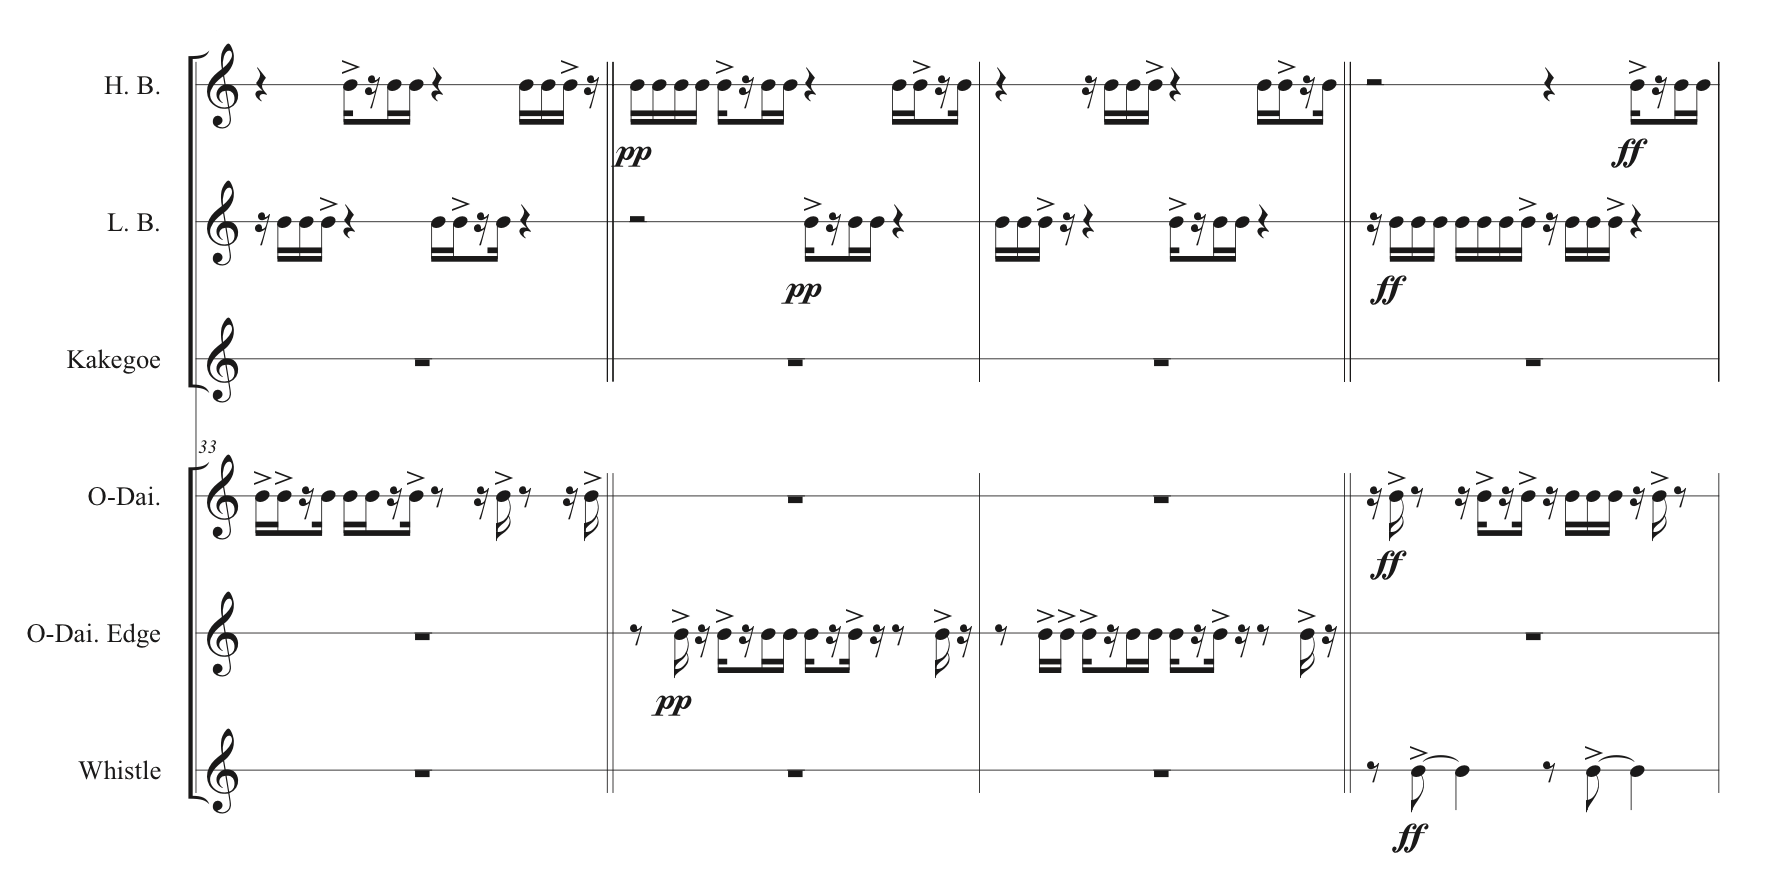 H. B.
pp
ff
L. B.
pp
ff
Kakegoe
33
O-Dai.
ff
O-Dai. Edge
pp
Whistle
ff